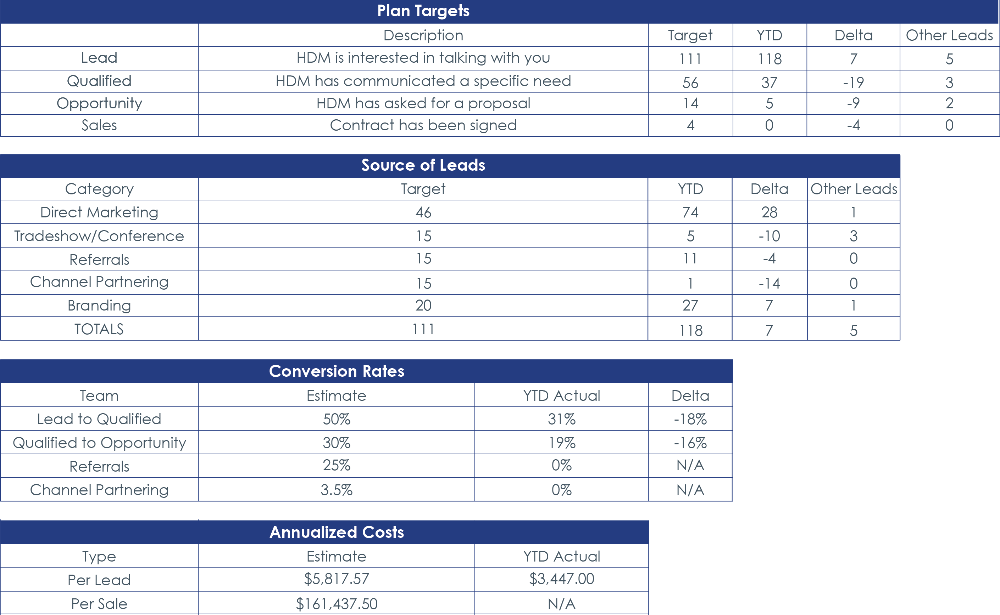 Plan Targets
Description Target YTD Delta Other Leads
Lead HDM is interested in talking with you 111 118 7 5
Qualified HDM has communicated a specific need 56 37 -19 3
Opportunity HDM has asked for a proposal 14 5 -9 2
Sales Contract has been signed 4 0 -4 0
Source of Leads
Category Target YTD Delta Other Leads
Direct Marketing 46 74 28 1
Tradeshow/Conference 15 5 -10 3
Referrals 15 11 -4 0
Channel Partnering 15 1 -14 0
Branding 20 27 7 1
TOTALS 111 118 7 5
Conversion Rates
Team Estimate YTD Actual Delta
Lead to Qualified 50% 31% -18%
Qualified to Opportunity 30% 19% -16%
Referrals 25% 0% N/A
Channel Partnering 3.5% 0% N/A
Annualized Costs
Type Estimate YTD Actual
Per Lead $5,817.57 $3,447.00
Per Sale $161,437.50 N/A